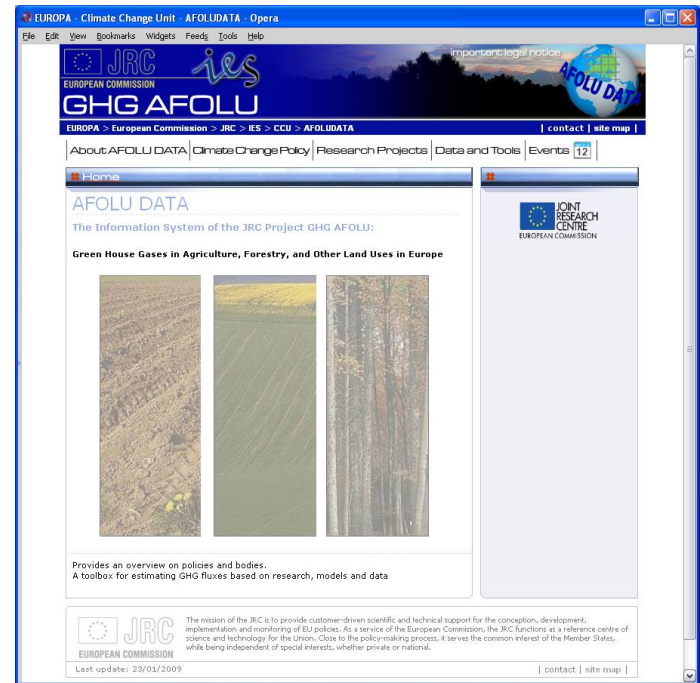 EUROPA - Climate Change Unit - AFOLUDATA - Opera
File Edit View Bookmarks Widgets Feeds Tools Help
important legal notice
JRC
ies
EUROPEAN COMMISSION
AFOLU DATA
GHG AFOLU
EUROPA > European Commission > JRC > IES > CCU > AFOLUDATA | contact | site map |
About AFOLU DATA | Climate Change Policy | Research Projects | Data and Tools | Events 12 |
# Home
#
AFOLU DATA
The Information System of the JRC Project GHG AFOLU:
Green House Gases in Agriculture, Forestry, and Other Land Uses in Europe
JOINT
RESEARCH
CENTRE
EUROPEAN COMMISSION
Provides an overview on policies and bodies.
A toolbox for estimating GHG fluxes based on research, models and data
JRC
EUROPEAN COMMISSION
The mission of the JRC is to provide customer-driven scientific and technical support for the conception, development,
implementation and monitoring of EU policies. As a service of the European Commission, the JRC functions as a reference centre of
science and technology for the Union. Close to the policy-making process, it serves the common interest of the Member States,
while being independent of special interests, whether private or national.
Last update: 23/01/2009 | contact | site map |